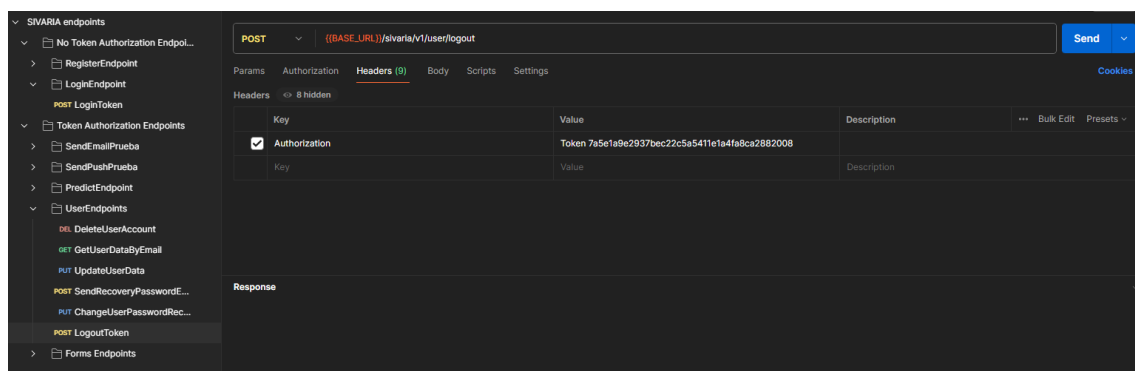 SIVARIA endpoints
No Token Authorization Endpoi...
RegisterEndpoint
LoginEndpoint
POST LoginToken
Token Authorization Endpoints
SendEmailPrueba
SendPushPrueba
PredictEndpoint
UserEndpoints
DEL DeleteUserAccount
GET GetUserDataByEmail
PUT UpdateUserData
POST SendRecoveryPasswordE...
PUT ChangeUserPasswordRec...
POST LogoutToken
Forms Endpoints
POST {{BASE_URL}}/sivaria/v1/user/logout Send
Params Authorization Headers (9) Body Scripts Settings Cookies
Headers 8 hidden
Key Value Description ... Bulk Edit Presets
Authorization Token 7a5e1a9e2937bec22c5a5411e1a4fa8ca2882008
Key Value Description
Response